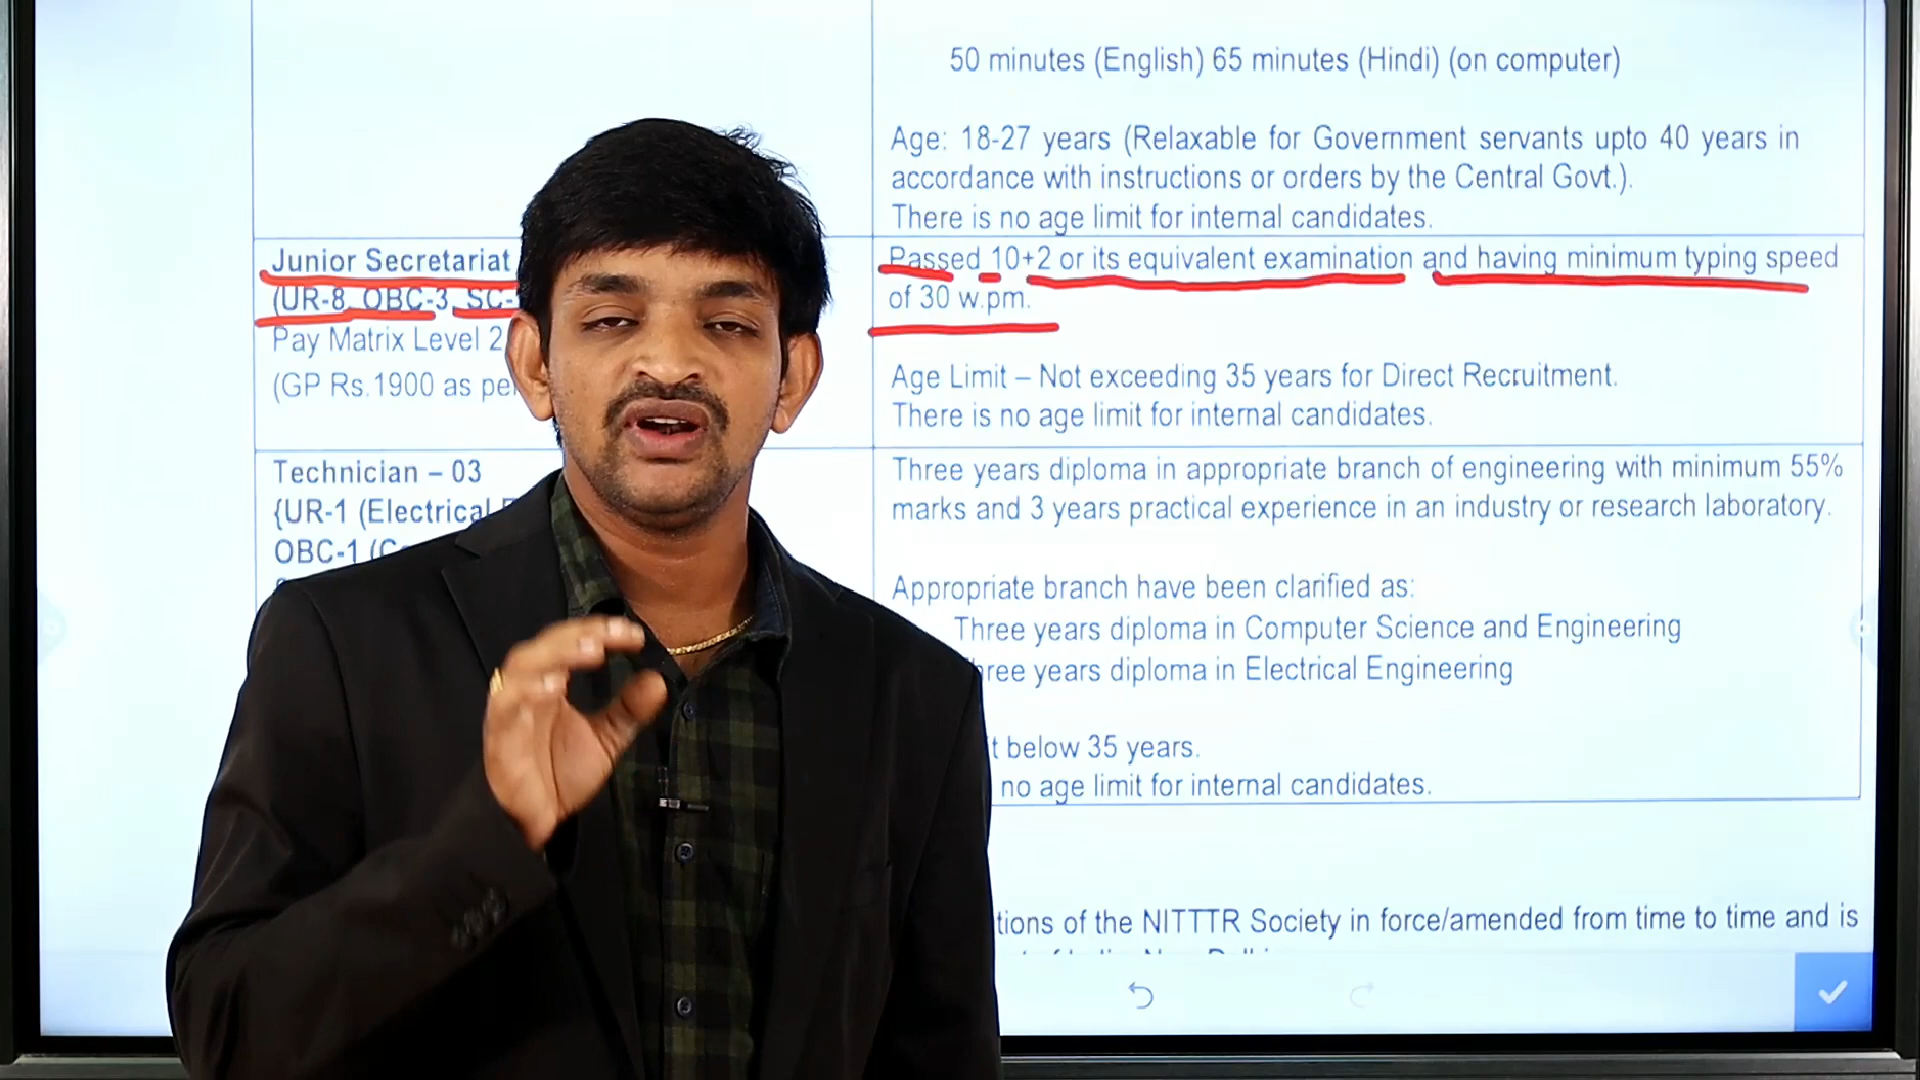 50 minutes (English) 65 minutes (Hindi) (on computer)
Age: 18-27 years (Relaxable for Government servants upto 40 years in
accordance with instructions or orders by the Central Govt.).
There is no age limit for internal candidates.
Junior Secretariat
(UR-8, OBC-3, SC-
Pay Matrix Level 2
(GP Rs.1900 as per
Passed 10+2 or its equivalent examination and having minimum typing speed
of 30 w.pm.
Age Limit – Not exceeding 35 years for Direct Recruitment.
There is no age limit for internal candidates.
Technician – 03
{UR-1 (Electrical
OBC-1
Three years diploma in appropriate branch of engineering with minimum 55%
marks and 3 years practical experience in an industry or research laboratory.
Appropriate branch have been clarified as:
Three years diploma in Computer Science and Engineering
Three years diploma in Electrical Engineering
t below 35 years.
no age limit for internal candidates.
tions of the NITTTR Society in force/amended from time to time and is